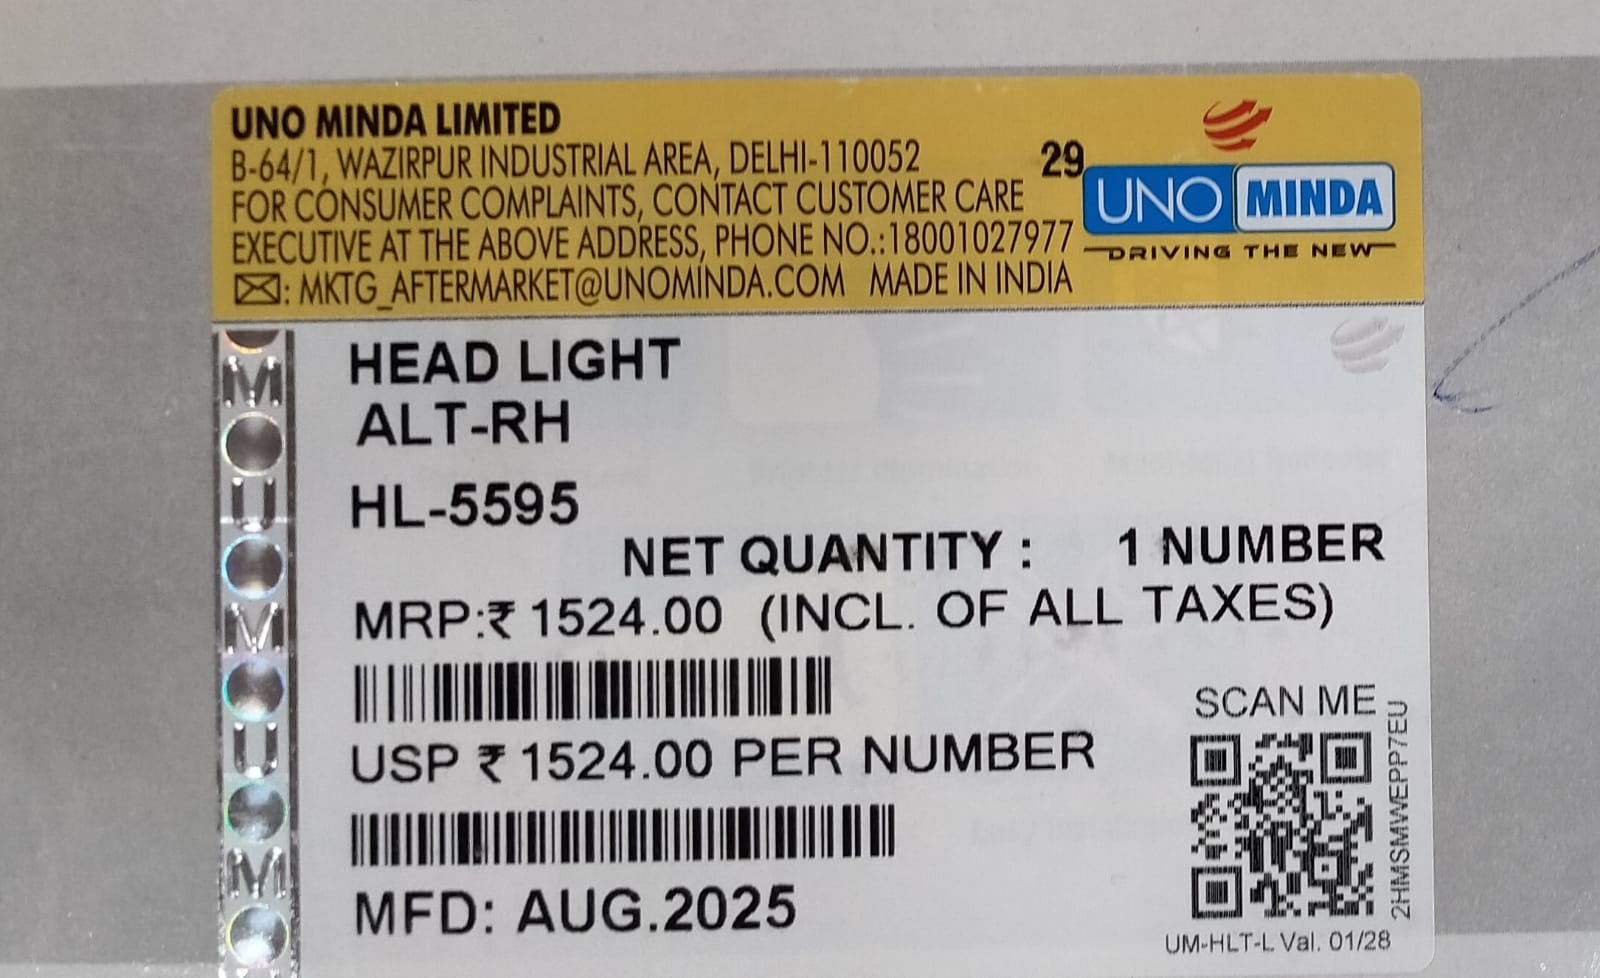 UNO MINDA LIMITED
B-64/1, WAZIRPUR INDUSTRIAL AREA, DELHI-110052
FOR CONSUMER COMPLAINTS, CONTACT CUSTOMER CARE
EXECUTIVE AT THE ABOVE ADDRESS, PHONE NO.:18001027977
: MKTG_AFTERMARKET@UNOMINDA.COM MADE IN INDIA
29
UNO MINDA
DRIVING THE NEW
HEAD LIGHT
ALT-RH
HL-5595
NET QUANTITY : 1 NUMBER
MRP:₹ 1524.00 (INCL. OF ALL TAXES)
USP ₹ 1524.00 PER NUMBER
MFD: AUG.2025
SCAN ME
2HMSMWEPP7EU
UM-HLT-L Val. 01/28
M
U
M
U
M